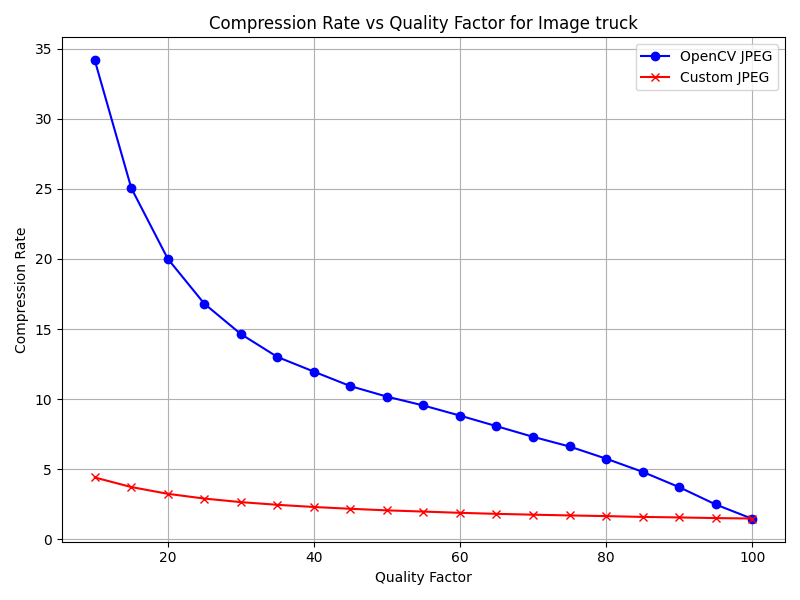 Compression Rate vs Quality Factor for Image truck
OpenCV JPEG
Custom JPEG
Compression Rate
35
30
25
20
15
10
5
0
20
40
60
80
100
Quality Factor